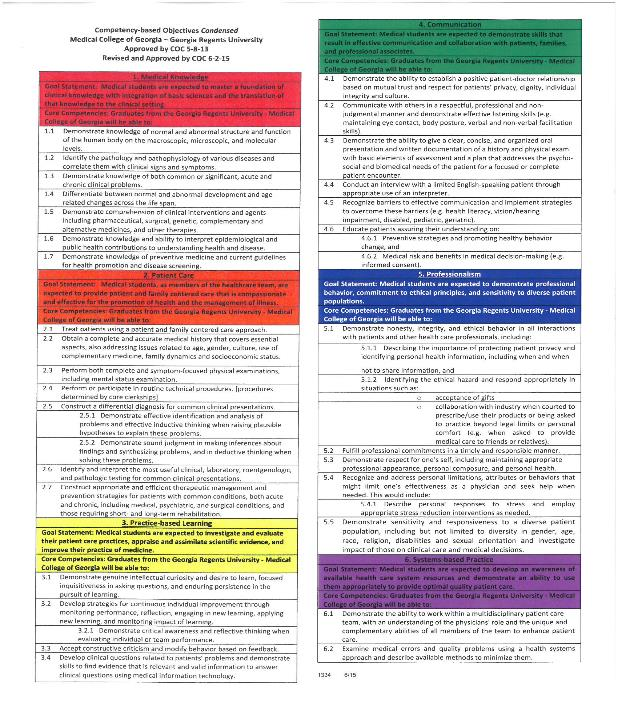 Competency-based Objectives Condensed
Medical College of Georgia – Georgia Regents University
Approved by COC 5-8-13
Revised and Approved by COC 6-2-15
1. Medical Knowledge
Goal Statement: Medical students are expected to master a foundation of
clinical knowledge with integration of basic sciences and the translation of
that knowledge to the clinical setting.
Core Competencies: Graduates from the Georgia Regents University - Medical
College of Georgia will be able to:
1.1 Demonstrate knowledge of normal and abnormal structure and function
of the human body on the macroscopic, microscopic, and molecular
levels.
1.2 Identify the pathology and pathophysiology of various diseases and
correlate them with clinical signs and symptoms.
1.3 Demonstrate knowledge of both common or significant, acute and
chronic clinical problems.
1.4 Differentiate between normal and abnormal development and age
related changes across the life span.
1.5 Demonstrate comprehension of clinical interventions and agents
including pharmaceutical, surgical, genetic, complementary and
alternative medicines, and other therapies.
1.6 Demonstrate knowledge and ability to interpret epidemiological and
public health contributions to understanding health and disease.
1.7 Demonstrate knowledge of preventive medicine and current guidelines
for health promotion and disease screening.
2. Patient Care
Goal Statement: Medical students, as members of the healthcare team, are
expected to provide patient and family centered care that is compassionate
and effective for the promotion of health and the management of illness.
Core Competencies: Graduates from the Georgia Regents University - Medical
College of Georgia will be able to:
2.1 Treat patients using a patient and family centered care approach.
2.2 Obtain a complete and accurate medical history that covers essential
aspects, also addressing issues related to age, gender, culture, use of
complementary medicine, family dynamics and socioeconomic status.
2.3 Perform both complete and symptom-focused physical examinations,
including mental status examination.
2.4 Perform or participate in routine technical procedures. [procedures
determined by core clerkships]
2.5 Construct a differential diagnosis for common clinical presentations.
2.5.1 Demonstrate effective identification and analysis of
problems and effective inductive thinking when raising plausible
hypotheses to explain these problems.
2.5.2 Demonstrate sound judgment in making inferences about
findings and synthesizing problems, and in deductive thinking when
solving these problems.
2.6 Identify and interpret the most useful clinical, laboratory, roentgenologic,
and pathologic testing for common clinical presentations.
2.7 Construct appropriate and efficient therapeutic management and
prevention strategies for patients with common conditions, both acute
and chronic, including medical, psychiatric, and surgical conditions, and
those requiring short- and long-term rehabilitation.
3. Practice-based Learning
Goal Statement: Medical students are expected to investigate and evaluate
their patient care practices, appraise and assimilate scientific evidence, and
improve their practice of medicine.
Core Competencies: Graduates from the Georgia Regents University - Medical
College of Georgia will be able to:
3.1 Demonstrate genuine intellectual curiosity and desire to learn, focused
inquisitiveness in asking questions, and enduring persistence in the
pursuit of learning.
3.2 Develop strategies for continuous individual improvement through
monitoring performance, reflection, engaging in new learning, applying
new learning, and monitoring impact of learning.
3.2.1 Demonstrate critical awareness and reflective thinking when
evaluating individual or team performance.
3.3 Accept constructive criticism and modify behavior based on feedback.
3.4 Develop clinical questions related to patients' problems and demonstrate
skills to find evidence that is relevant and valid information to answer
clinical questions using medical information technology.
4. Communication
Goal Statement: Medical students are expected to demonstrate skills that
result in effective communication and collaboration with patients, families,
and professional associates.
Core Competencies: Graduates from the Georgia Regents University - Medical
College of Georgia will be able to:
4.1 Demonstrate the ability to establish a positive patient-doctor relationship
based on mutual trust and respect for patients' privacy, dignity, individual
integrity and culture.
4.2 Communicate with others in a respectful, professional and non-
judgmental manner and demonstrate effective listening skills (e.g.
maintaining eye contact, body posture, verbal and non-verbal facilitation
skills)
4.3 Demonstrate the ability to give a clear, concise, and organized oral
presentation and written documentation of a history and physical exam
with basic elements of assessment and a plan that addresses the psycho-
social and biomedical needs of the patient for a focused or complete
patient encounter.
4.4 Conduct an interview with a limited English-speaking patient through
appropriate use of an interpreter.
4.5 Recognize barriers to effective communication and implement strategies
to overcome these barriers (e.g. health literacy, vision/hearing
impairment, disabled, pediatric, geriatric).
4.6 Educate patients assuring their understanding on:
4.6.1 Preventive strategies and promoting healthy behavior
change, and
4.6.2 Medical risk and benefits in medical decision-making (e.g.
informed consent).
5. Professionalism
Goal Statement: Medical students are expected to demonstrate professional
behavior, commitment to ethical principles, and sensitivity to diverse patient
populations.
Core Competencies: Graduates from the Georgia Regents University - Medical
College of Georgia will be able to:
5.1 Demonstrate honesty, integrity, and ethical behavior in all interactions
with patients and other health care professionals, including:
5.1.1 Describing the importance of protecting patient privacy and
identifying personal health information, including when and when
not to share information, and
5.1.2 Identifying the ethical hazard and respond appropriately in
situations such as:
o acceptance of gifts
o collaboration with industry when courted to
prescribe/use their products or being asked
to practice beyond legal limits or personal
comfort (e.g. when asked to provide
medical care to friends or relatives).
5.2 Fulfill professional commitments in a timely and responsible manner.
5.3 Demonstrate respect for one's self, including maintaining appropriate
professional appearance, personal composure, and personal health.
5.4 Recognize and address personal limitations, attributes or behaviors that
might limit one's effectiveness as a physician and seek help when
needed. This would include:
5.4.1 Describe personal responses to stress and employ
appropriate stress reduction interventions as needed.
5.5 Demonstrate sensitivity and responsiveness to a diverse patient
population, including but not limited to diversity in gender, age,
race, religion, disabilities and sexual orientation and investigate
impact of those on clinical care and medical decisions.
6. Systems-based Practice
Goal Statement: Medical students are expected to develop an awareness of
available health care system resources and demonstrate an ability to use
them appropriately to provide optimal quality patient care.
Core Competencies: Graduates from the Georgia Regents University - Medical
College of Georgia will be able to:
6.1 Demonstrate the ability to work within a multidisciplinary patient care
team, with an understanding of the physicians' role and the unique and
complementary abilities of all members of the team to enhance patient
care.
6.2 Examine medical errors and quality problems using a health systems
approach and describe available methods to minimize them.
1324 6/15